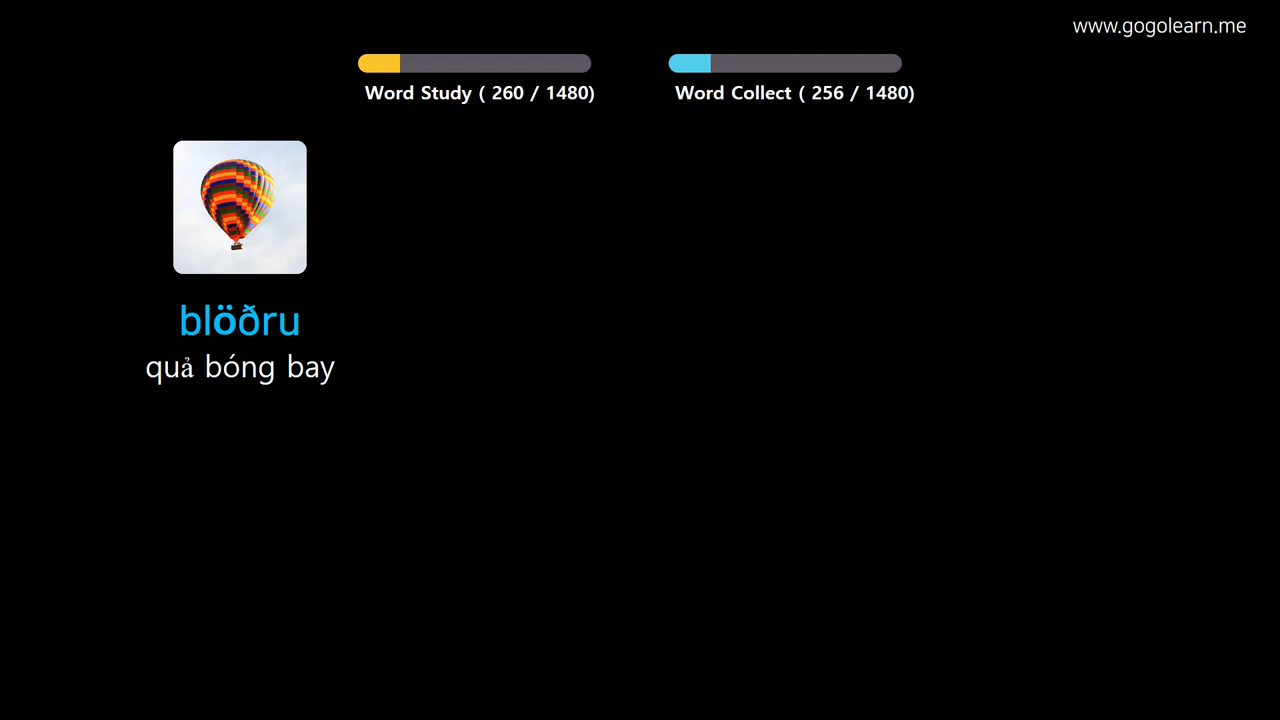 www.gogolearn.me
Word Study ( 260 / 1480)
Word Collect ( 256 / 1480)
blöðru
quả bóng bay